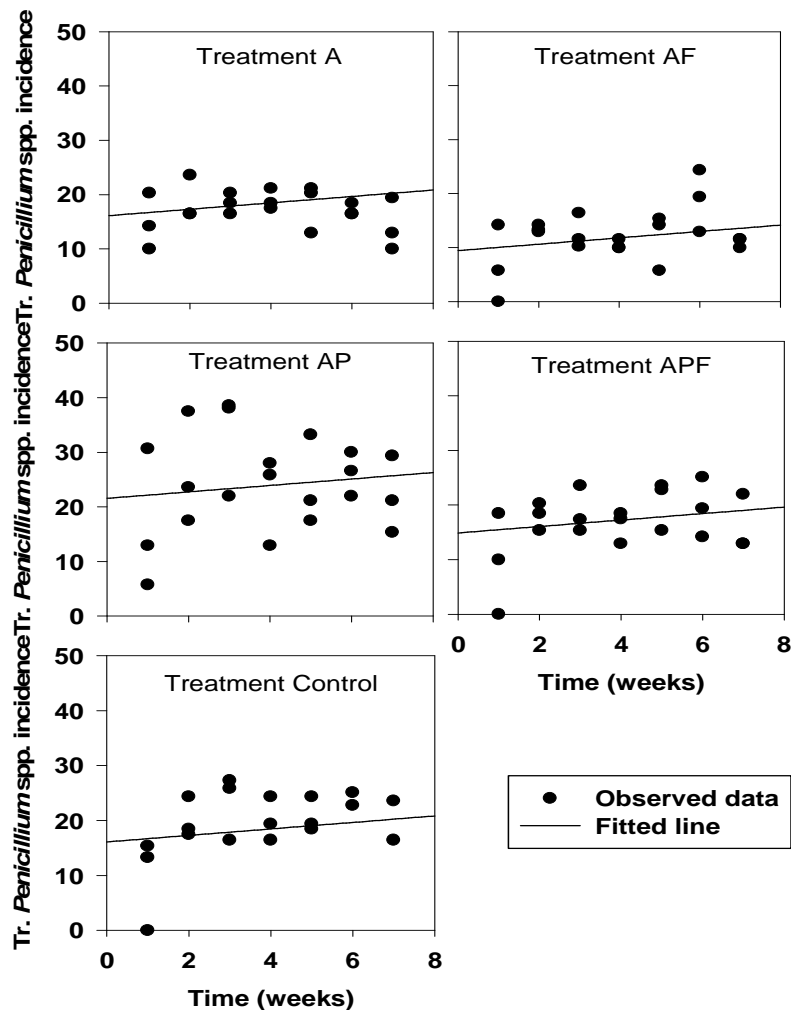 Tr. Penicillium spp. incidence
50
40
30
20
10
0
Treatment A
Treatment AF
Tr. Penicillium spp. incidence
50
40
30
20
10
0
Treatment AP
Treatment APF
0 2 4 6 8
Time (weeks)
Tr. Penicillium spp. incidence
50
40
30
20
10
0
Treatment Control
0 2 4 6 8
Time (weeks)
Observed data
Fitted line